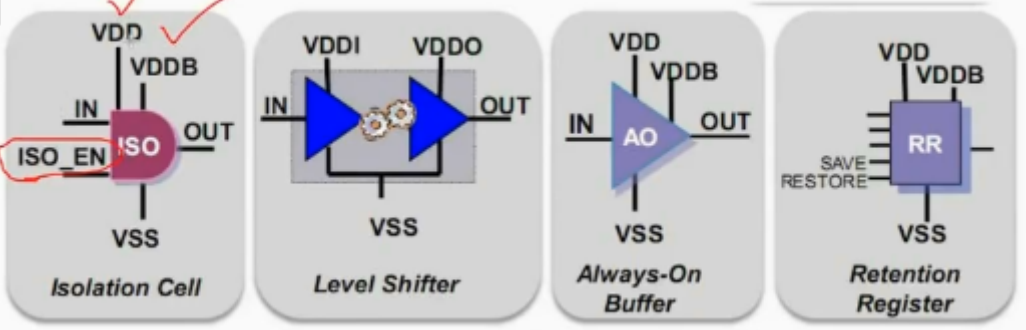 VDD
VDDB
IN
ISO_EN
ISO
OUT
VSS
Isolation Cell
VDDI
VDDO
IN
OUT
VSS
Level Shifter
VDD
VDDB
IN
AO
OUT
VSS
Always-On
Buffer
VDD
VDDB
RR
SAVE
RESTORE
VSS
Retention
Register